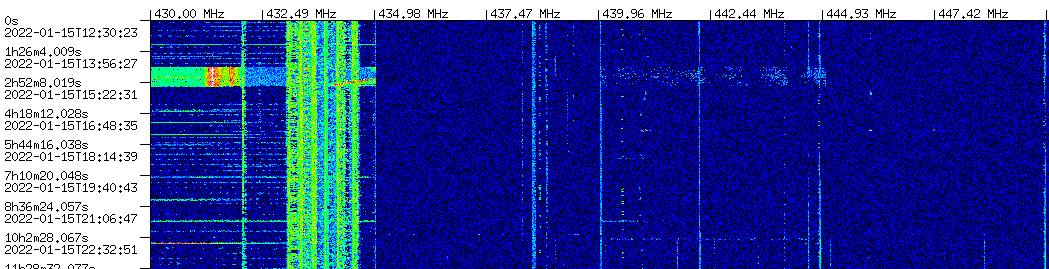 430.00 MHz 432.49 MHz 434.98 MHz 437.47 MHz 439.96 MHz 442.44 MHz 444.93 MHz 447.42 MHz
0s
2022-01-15T12:30:23
1h26m4.009s
2022-01-15T13:56:27
2h52m8.019s
2022-01-15T15:22:31
4h18m12.028s
2022-01-15T16:48:35
5h44m16.038s
2022-01-15T18:14:39
7h10m20.048s
2022-01-15T19:40:43
8h36m24.057s
2022-01-15T21:06:47
10h2m28.067s
2022-01-15T22:32:51
11h28m32.077s